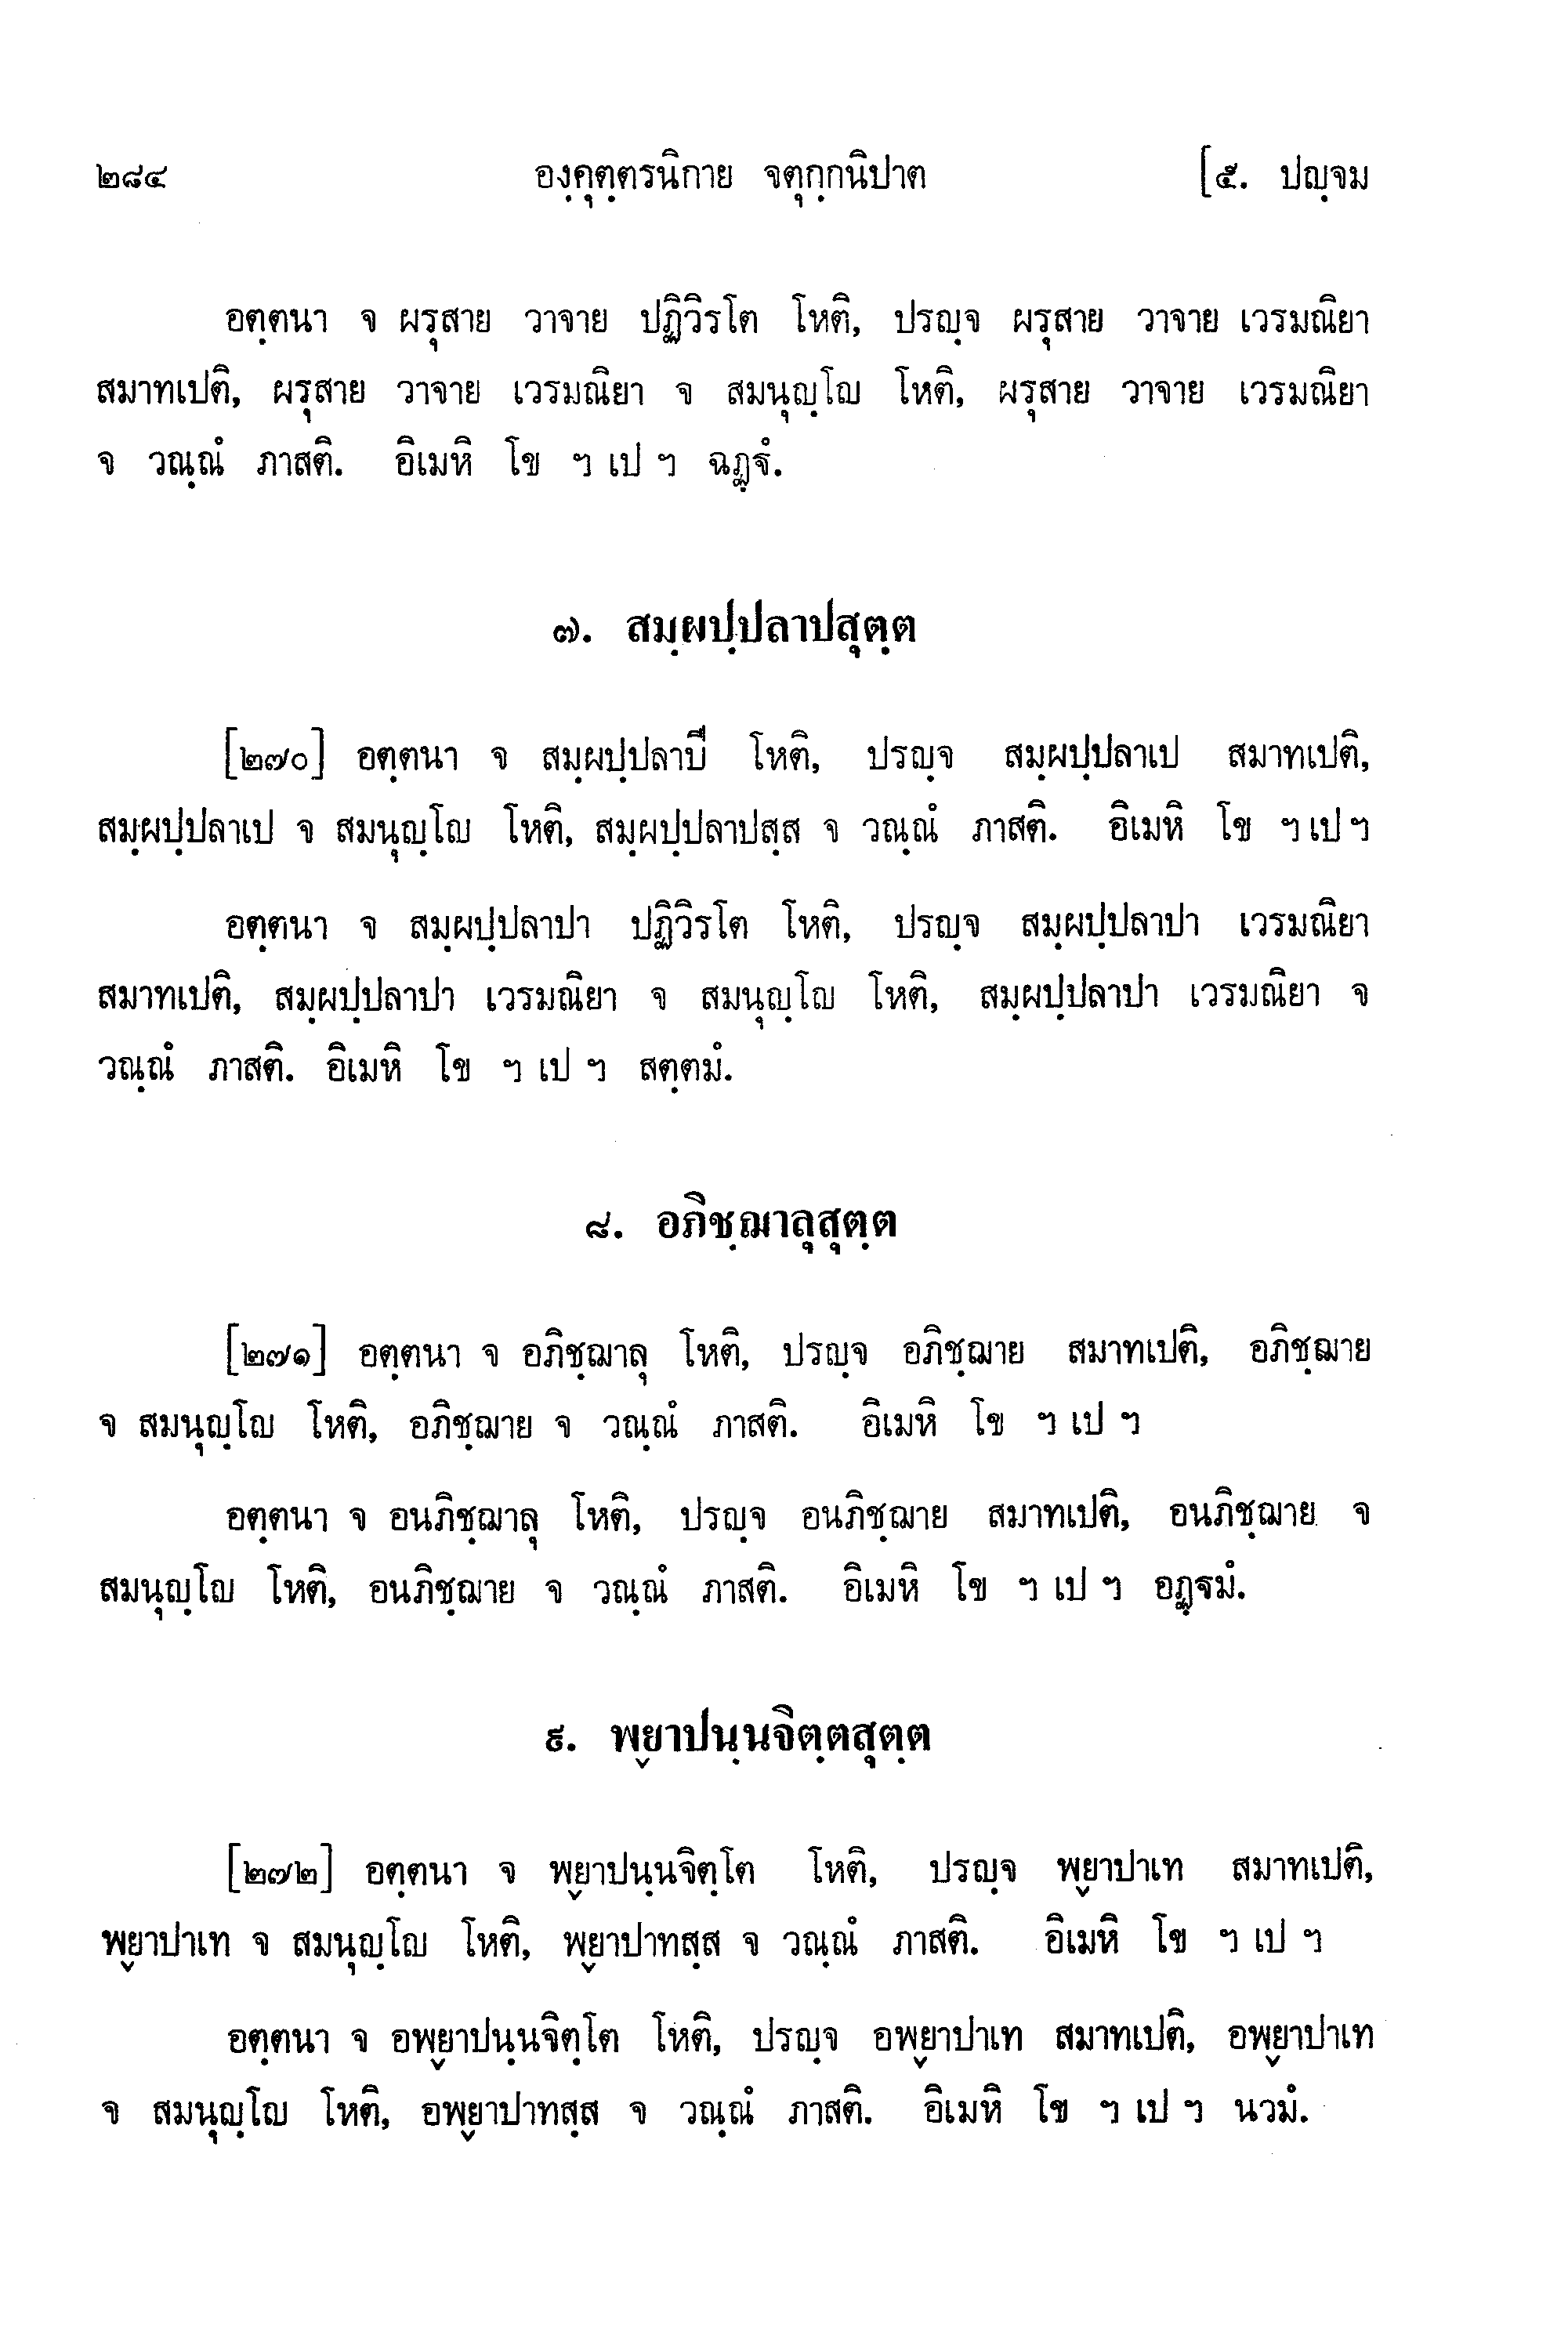 ๒๘๔ องฺคุตฺตรนิกาย จตุกฺกนิปาต [๕. ปญฺจม
อตฺตนา จ ผรุสาย วาจาย ปฏิวิรโต โหติ, ปรญฺจ ผรุสาย วาจาย เวรมณิยา
สมาทเปติ, ผรุสาย วาจาย เวรมณิยา จ สมนุญฺโญ โหติ, ผรุสาย วาจาย เวรมณิยา
จ วณฺณํ ภาสติ. อิเมหิ โข ฯ เป ฯ ฉฏฺฐํ.
๗. สมฺผปฺปลาปสุตฺต
[๒๗๐] อตฺตนา จ สมฺผปฺปลาปี โหติ, ปรญฺจ สมฺผปฺปลาเป สมาทเปติ,
สมฺผปฺปลาเป จ สมนุญฺโญ โหติ, สมฺผปฺปลาปสฺส จ วณฺณํ ภาสติ. อิเมหิ โข ฯ เป ฯ
อตฺตนา จ สมฺผปฺปลาปา ปฏิวิรโต โหติ, ปรญฺจ สมฺผปฺปลาปา เวรมณิยา
สมาทเปติ, สมฺผปฺปลาปา เวรมณิยา จ สมนุญฺโญ โหติ, สมฺผปฺปลาปา เวรมณิยา จ
วณฺณํ ภาสติ. อิเมหิ โข ฯ เป ฯ สตฺตมํ.
๘. อภิชฺฌาลุสุตฺต
[๒๗๑] อตฺตนา จ อภิชฺฌาลุ โหติ, ปรญฺจ อภิชฺฌาย สมาทเปติ, อภิชฺฌาย
จ สมนุญฺโญ โหติ, อภิชฺฌาย จ วณฺณํ ภาสติ. อิเมหิ โข ฯ เป ฯ
อตฺตนา จ อนภิชฺฌาลุ โหติ, ปรญฺจ อนภิชฺฌาย สมาทเปติ, อนภิชฺฌาย จ
สมนุญฺโญ โหติ, อนภิชฺฌาย จ วณฺณํ ภาสติ. อิเมหิ โข ฯ เป ฯ อฏฺฐมํ.
๙. พฺยาปนฺนจิตฺตสุตฺต
[๒๗๒] อตฺตนา จ พฺยาปนฺนจิตฺโต โหติ, ปรญฺจ พฺยาปาเท สมาทเปติ,
พฺยาปาเท จ สมนุญฺโญ โหติ, พฺยาปาทสฺส จ วณฺณํ ภาสติ. อิเมหิ โข ฯ เป ฯ
อตฺตนา จ อพฺยาปนฺนจิตฺโต โหติ, ปรญฺจ อพฺยาปาเท สมาทเปติ, อพฺยาปาเท
จ สมนุญฺโญ โหติ, อพฺยาปาทสฺส จ วณฺณํ ภาสติ. อิเมหิ โข ฯ เป ฯ นวมํ.